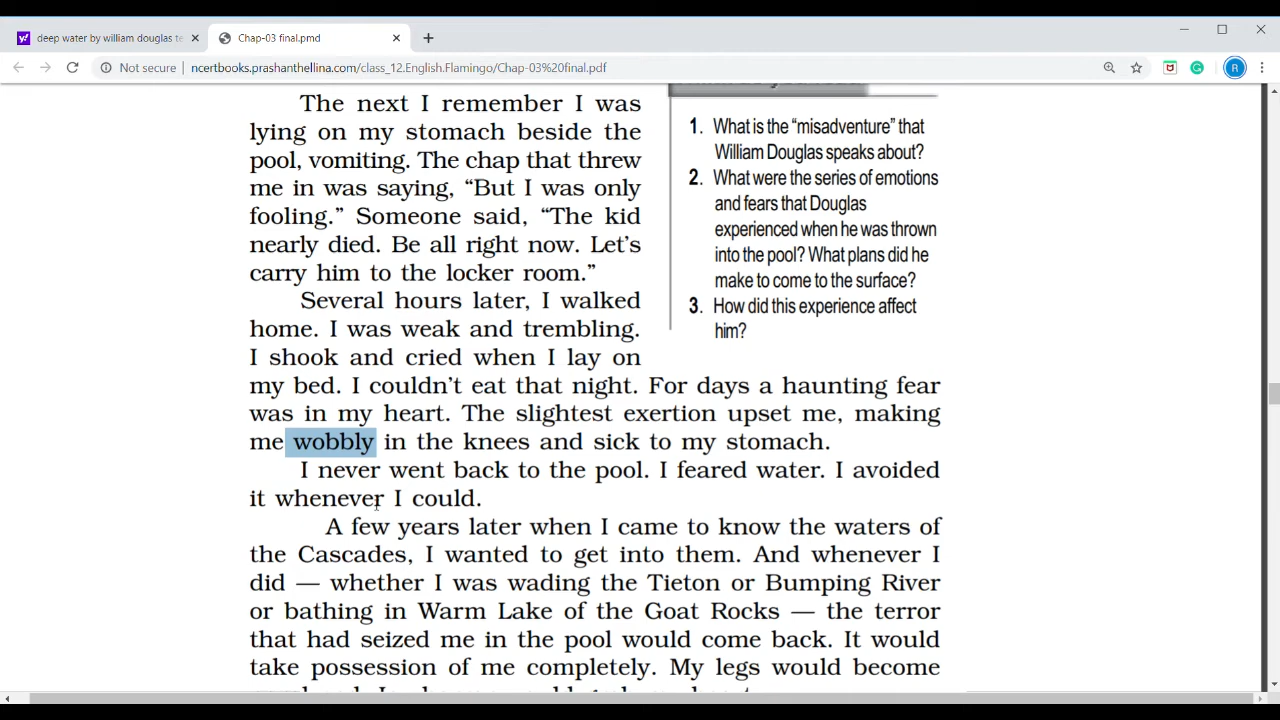 deep water by william douglas te
Chap-03 final.pmd
Not secure
ncertbooks.prashanthellina.com/class_12.English.Flamingo/Chap-03%20final.pdf
R
The next I remember I was
lying on my stomach beside the
pool, vomiting. The chap that threw
me in was saying, “But I was only
fooling.” Someone said, “The kid
nearly died. Be all right now. Let’s
carry him to the locker room.”
Several hours later, I walked
home. I was weak and trembling.
I shook and cried when I lay on
my bed. I couldn’t eat that night. For days a haunting fear
was in my heart. The slightest exertion upset me, making
me wobbly in the knees and sick to my stomach.
I never went back to the pool. I feared water. I avoided
it whenever I could.
A few years later when I came to know the waters of
the Cascades, I wanted to get into them. And whenever I
did — whether I was wading the Tieton or Bumping River
or bathing in Warm Lake of the Goat Rocks — the terror
that had seized me in the pool would come back. It would
take possession of me completely. My legs would become
1. What is the “misadventure” that
William Douglas speaks about?
2. What were the series of emotions
and fears that Douglas
experienced when he was thrown
into the pool? What plans did he
make to come to the surface?
3. How did this experience affect
him?